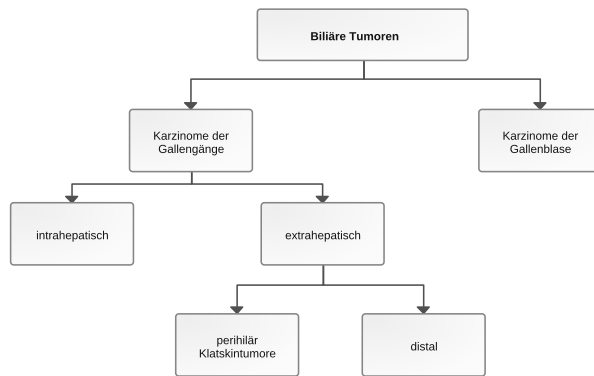 Biliäre Tumoren
Karzinome der
Gallengänge
Karzinome der
Gallenblase
intrahepatisch
extrahepatisch
perihilär
Klatskintumore
distal